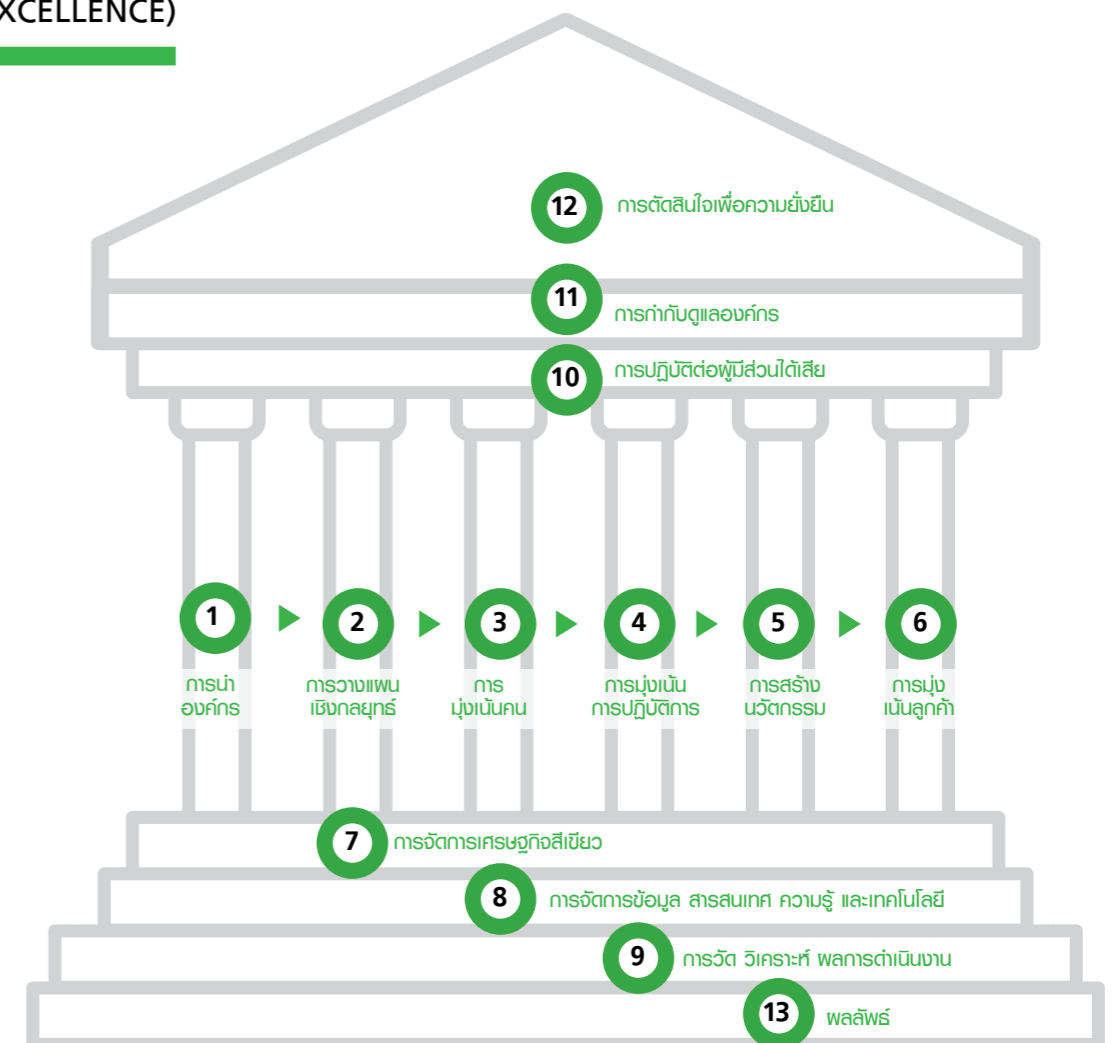 XCELLENCE)
12 การตัดสินใจเพื่อความยั่งยืน
11 การกำกับดูแลองค์กร
10 การปฏิบัติต่อผู้มีส่วนได้เสีย
1 2 3 4 5 6
การนำ
องค์กร
การวางแผน
เชิงกลยุทธ์
การ
มุ่งเน้นคน
การมุ่งเน้น
การปฏิบัติการ
การสร้าง
นวัตกรรม
การมุ่ง
เน้นลูกค้า
7 การจัดการเศรษฐกิจสีเขียว
8 การจัดการข้อมูล สารสนเทศ ความรู้ และเทคโนโลยี
9 การวัด วิเคราะห์ ผลการดำเนินงาน
13 ผลลัพธ์